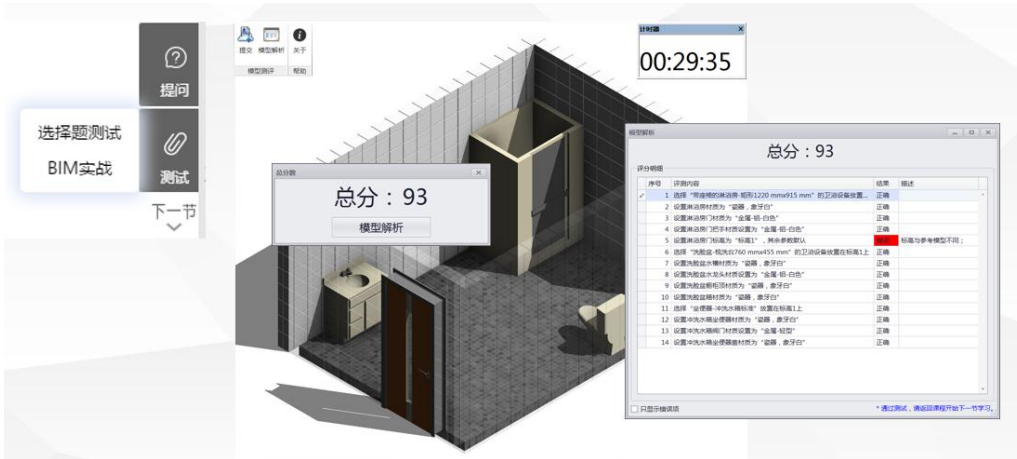 提问
选择题测试
BIM实战
测试
下一节
提交 模型解析 关于
模型测评 帮助
计时器
00:29:35
总分数
总分：93
模型解析
模型解析
总分：93
评分明细
序号 评测内容 结果 描述
1 选择“带座椅的淋浴房-矩形1220 mmx915 mm”的卫浴设备放置... 正确
2 设置淋浴房材质为“瓷器，象牙白” 正确
3 设置淋浴房门材质为“金属-铝-白色” 正确
4 设置淋浴房门把手材质设置为“金属-铝-白色” 正确
5 设置淋浴房门标高为“标高1”，其余参数默认 错误 标高与参考模型不同；
6 选择“洗脸盆-梳洗台760 mmx455 mm”的卫浴设备放置在标高1上 正确
7 设置洗脸盆水槽材质为“瓷器，象牙白” 正确
8 设置洗脸盆水龙头材质设置为“金属-铝-白色” 正确
9 设置洗脸盆橱柜顶材质为“瓷器，象牙白” 正确
10 设置洗脸盆箱材质为“瓷器，象牙白” 正确
11 选择“坐便器-冲洗水箱标准”放置在标高1上 正确
12 设置冲洗水箱坐便器材质为“瓷器，象牙白” 正确
13 设置冲洗水箱阀门材质设置为“金属-轻型” 正确
14 设置冲洗水箱坐便器盖材质为“瓷器，象牙白” 正确
只显示错误项
* 通过测试，请返回课程开始下一节学习。